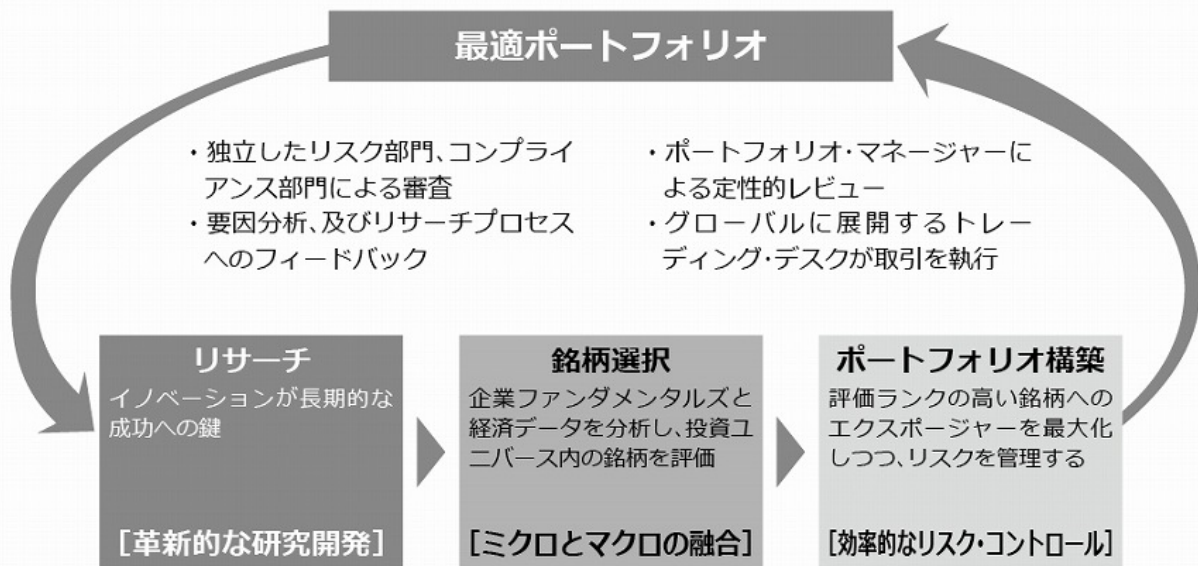 最適ポートフォリオ
・独立したリスク部門、コンプライ
アンス部門による審査
・要因分析、及びリサーチプロセス
へのフィードバック
・ポートフォリオ・マネージャーに
よる定性的レビュー
・グローバルに展開するトレー
ディング・デスクが取引を執行
リサーチ
イノベーションが長期的な
成功への鍵
[革新的な研究開発]
銘柄選択
企業ファンダメンタルズと
経済データを分析し、投資ユ
ニバース内の銘柄を評価
[ミクロとマクロの融合]
ポートフォリオ構築
評価ランクの高い銘柄への
エクスポージャーを最大化
しつつ、リスクを管理する
[効率的なリスク・コントロール]